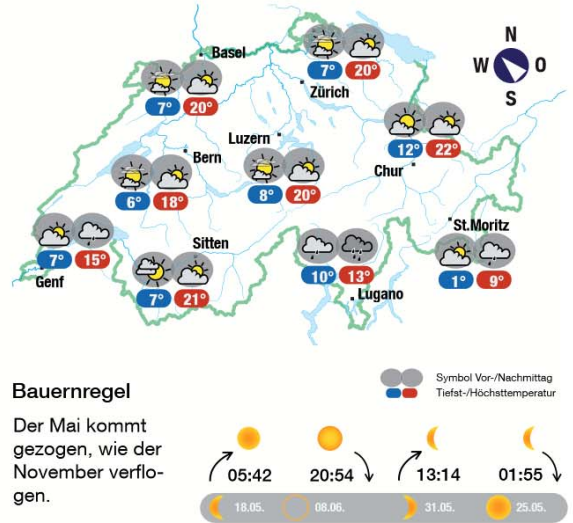 N
W O
S
Basel
7° 20°
7° 20°
Zürich
12° 22°
Chur
Luzern
8° 20°
Bern
6° 18°
7° 15°
Genf
Sitten
7° 21°
10° 13°
Lugano
St.Moritz
1° 9°
Symbol Vor-/Nachmittag
Tiefst-/Höchsttemperatur
Bauernregel
Der Mai kommt
gezogen, wie der
November verflo-
gen.
05:42 20:54 13:14 01:55
18.05. 08.06. 31.05. 25.05.